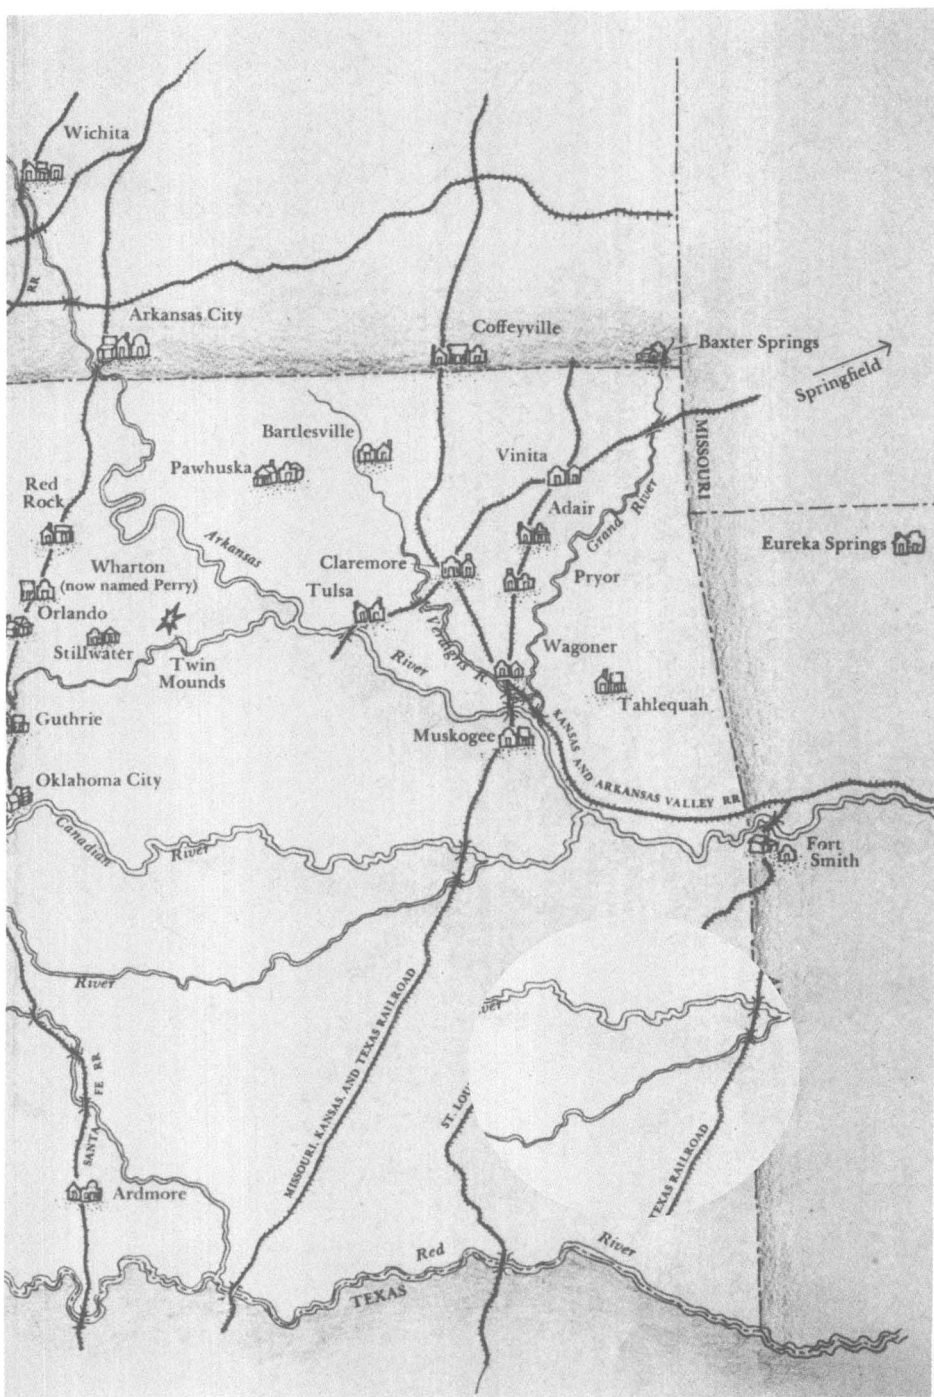 Wichita
RR
Arkansas City
Coffeyville
Baxter Springs
Springfield
MISSOURI
Bartlesville
Pawhuska
Vinita
Red
Rock
Adair
Grand River
Arkansas
Eureka Springs
Claremore
Wharton
(now named Perry)
Pryor
Tulsa
Orlando
Stillwater
Verdigris R.
Wagoner
Twin
Mounds
River
Tahlequah
Guthrie
Muskogee
KANSAS AND ARKANSAS VALLEY RR
Oklahoma City
Canadian River
Fort
Smith
River
MISSOURI, KANSAS, AND TEXAS RAILROAD
ST. LOU
TEXAS RAILROAD
SANTA FE RR
Ardmore
Red River
TEXAS